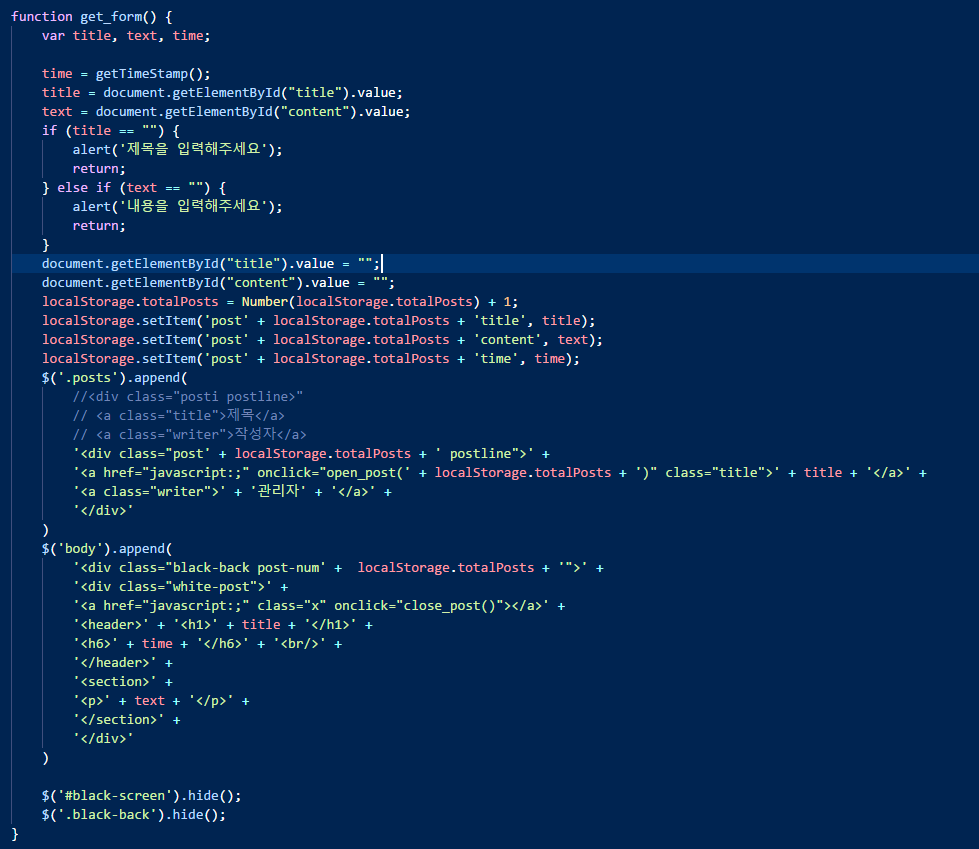 function get_form() {
    var title, text, time;

    time = getTimeStamp();
    title = document.getElementById("title").value;
    text = document.getElementById("content").value;
    if (title == "") {
        alert('제목을 입력해주세요');
        return;
    } else if (text == "") {
        alert('내용을 입력해주세요');
        return;
    }
    document.getElementById("title").value = "";
    document.getElementById("content").value = "";
    localStorage.totalPosts = Number(localStorage.totalPosts) + 1;
    localStorage.setItem('post' + localStorage.totalPosts + 'title', title);
    localStorage.setItem('post' + localStorage.totalPosts + 'content', text);
    localStorage.setItem('post' + localStorage.totalPosts + 'time', time);
    $('.posts').append(
        //<div class="posti postline>"
        // <a class="title">제목</a>
        // <a class="writer">작성자</a>
        '<div class="post' + localStorage.totalPosts + ' postline">' +
        '<a href="javascript:;" onclick="open_post(' + localStorage.totalPosts + ')" class="title">' + title + '</a>' +
        '<a class="writer">' + '관리자' + '</a>' +
        '</div>'
    )
    $('body').append(
        '<div class="black-back post-num' +  localStorage.totalPosts + '">' +
        '<div class="white-post">' +
        '<a href="javascript:;" class="x" onclick="close_post()"></a>' +
        '<header>' + '<h1>' + title + '</h1>' +
        '<h6>' + time + '</h6>' + '<br/>' +
        '</header>' +
        '<section>' +
        '<p>' + text + '</p>' +
        '</section>' +
        '</div>'
    )

    $('#black-screen').hide();
    $('.black-back').hide();
}